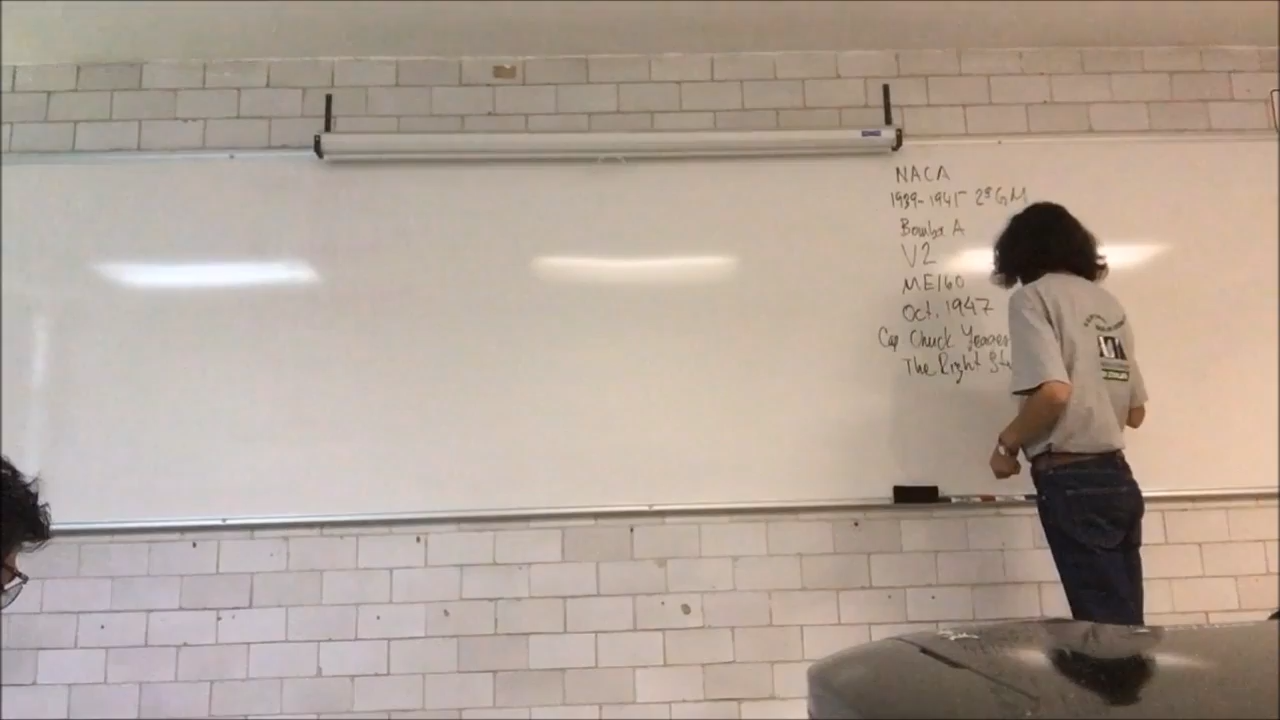 NACA
1939-1945 2ª GM
Bomba A
V2
ME160
Oct. 1947
Cap Chuck Yeager
The Right